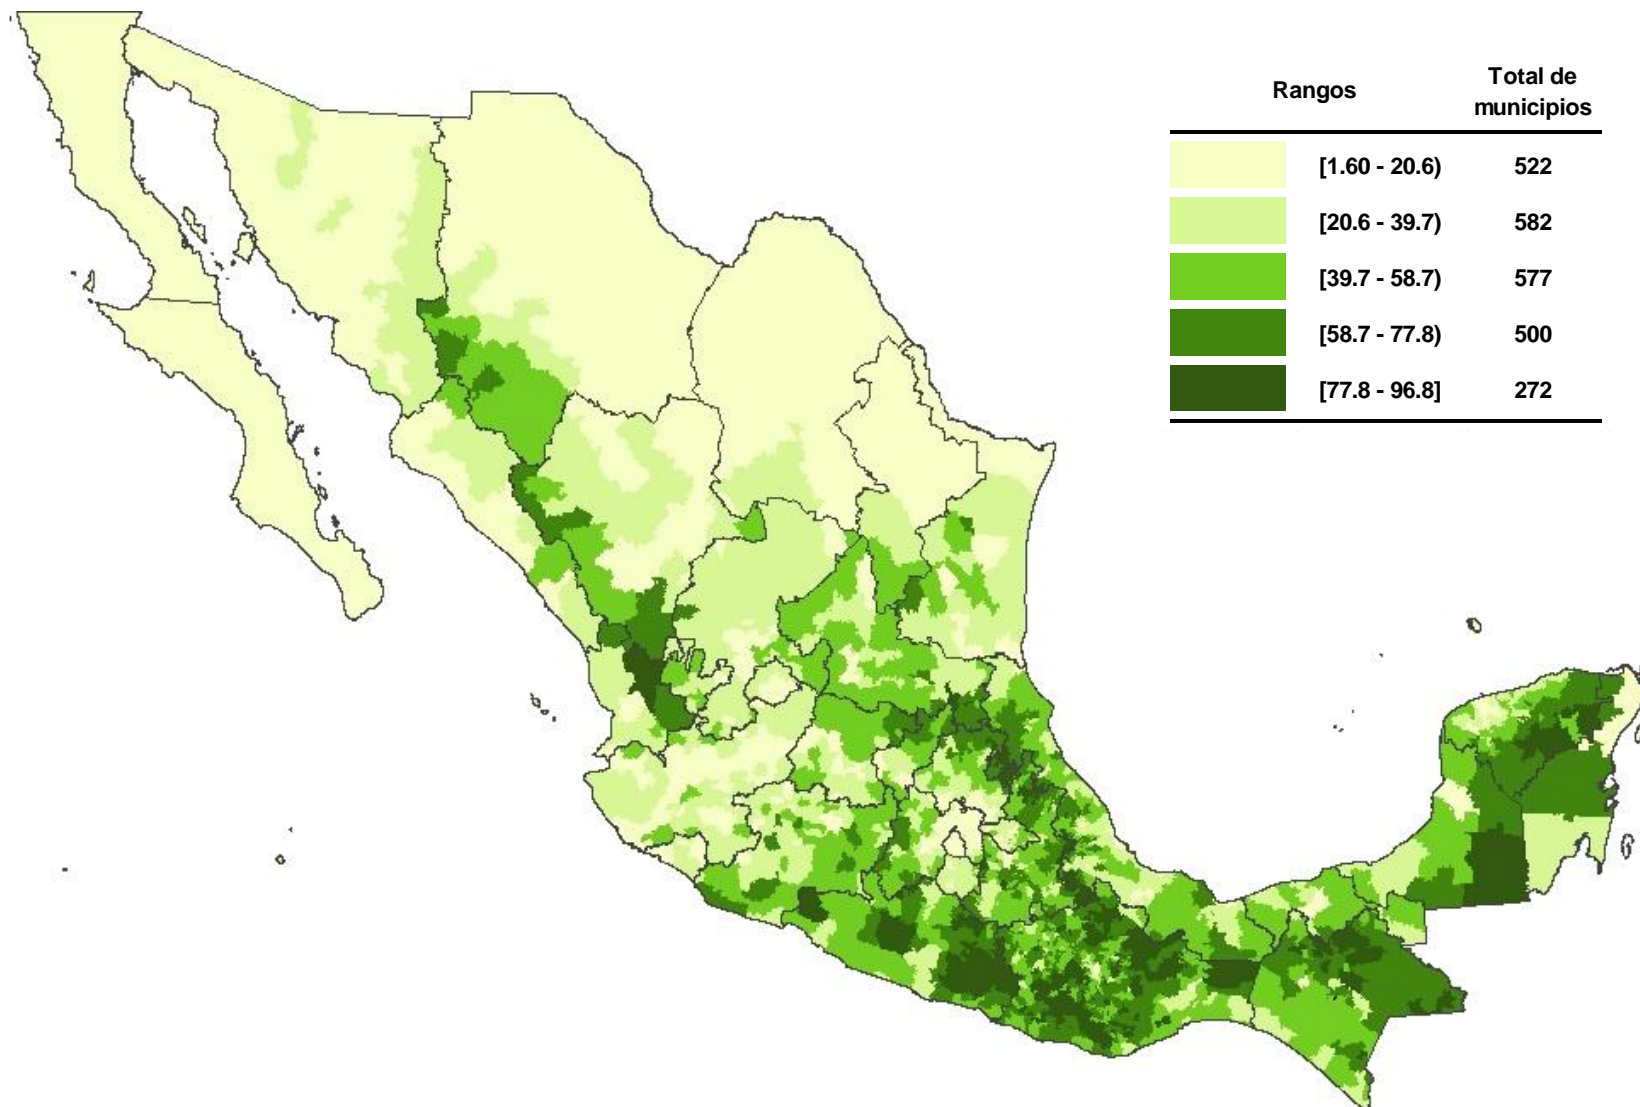 Rangos Total de municipios
[1.60 - 20.6) 522
[20.6 - 39.7) 582
[39.7 - 58.7) 577
[58.7 - 77.8) 500
[77.8 - 96.8] 272